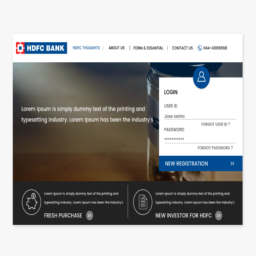 HDFC BANK
HDFC THOUGHTS | ABOUT US | FORM & ESSANTIAL | CONTACT US
LOGIN
USER ID
Jose vaatra
FORGOT USER ID ?
PASSWORD
FORGOT PASSWORD ?
NEW REGISTRATION
Lorem Ipsum is simply dummy text of the printing and
typesetting industry. Lorem Ipsum has been the industry's
Lorem Ipsum is simply dummy text of the printing and
typesetting industry. Lorem Ipsum has been the industry's
FRESH PURCHASE
Lorem Ipsum is simply dummy text of the printing and
typesetting industry. Lorem Ipsum has been the industry's
NEW INVESTOR FOR HDFC